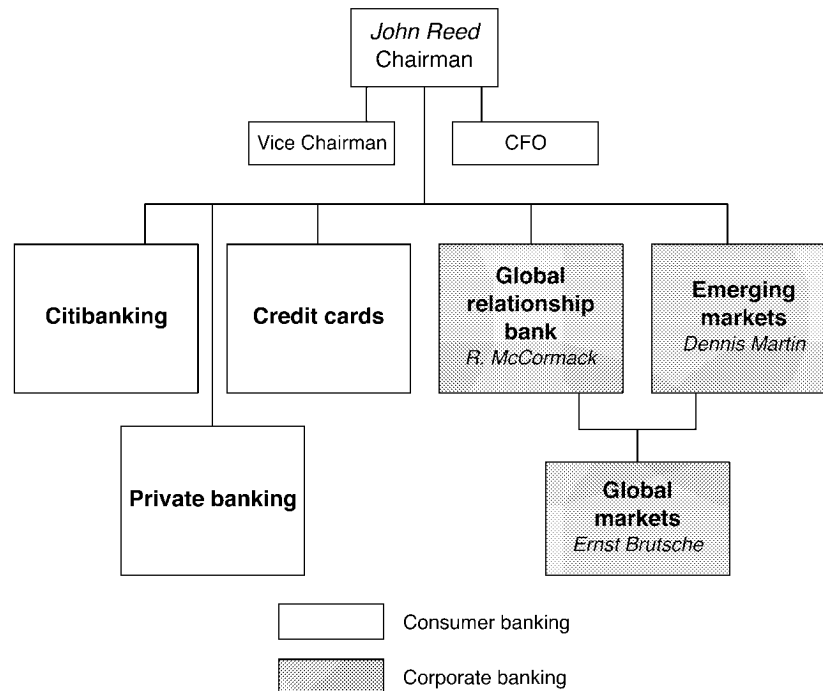 John Reed
Chairman
Vice Chairman
CFO
Citibanking
Credit cards
Global
relationship
bank
R. McCormack
Emerging
markets
Dennis Martin
Private banking
Global
markets
Ernst Brutsche
Consumer banking
Corporate banking